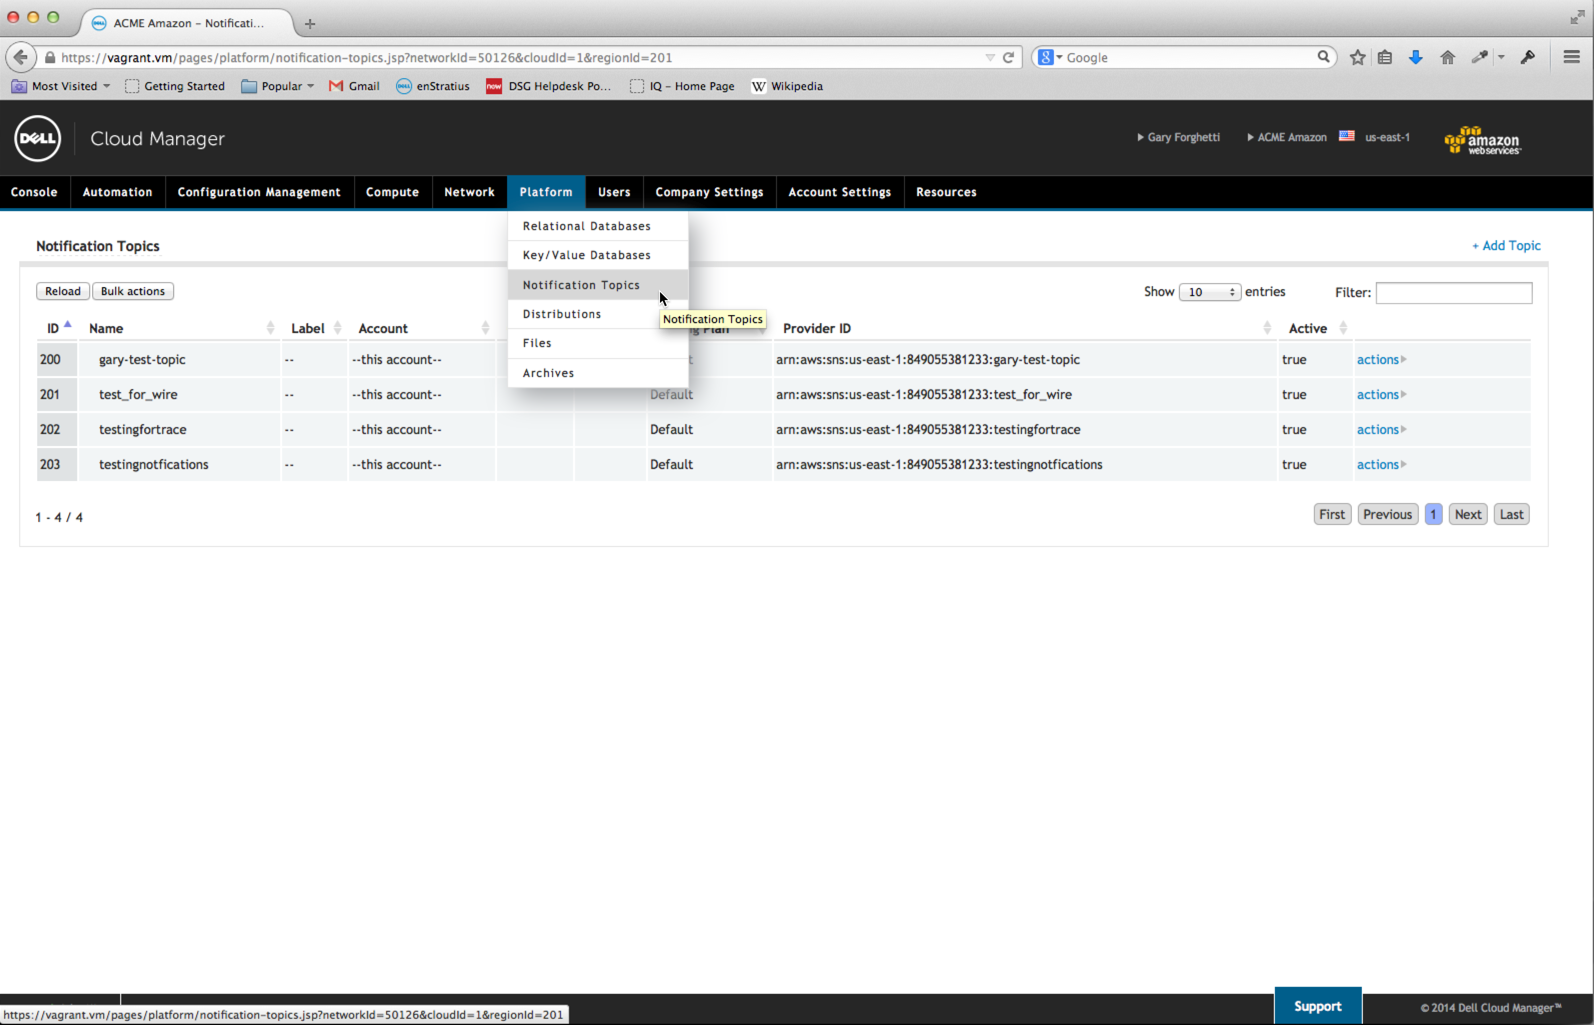 ACME Amazon – Notificati...
https://vagrant.vm/pages/platform/notification-topics.jsp?networkId=50126&cloudId=1&regionId=201
Google
Most Visited
Getting Started
Popular
Gmail
enStratius
DSG Helpdesk Po...
IQ – Home Page
Wikipedia
DELL
Cloud Manager
Gary Forghetti
ACME Amazon
us-east-1
amazon
webservices™
Console
Automation
Configuration Management
Compute
Network
Platform
Users
Company Settings
Account Settings
Resources
Relational Databases
Key/Value Databases
Notification Topics
Distributions
Files
Archives
Notification Topics
Notification Topics
+ Add Topic
Reload
Bulk actions
Show 10 entries
Filter:
ID Name Label Account Plan Provider ID Active
200 gary-test-topic -- --this account-- arn:aws:sns:us-east-1:849055381233:gary-test-topic true actions
201 test_for_wire -- --this account-- Default arn:aws:sns:us-east-1:849055381233:test_for_wire true actions
202 testingfortrace -- --this account-- Default arn:aws:sns:us-east-1:849055381233:testingfortrace true actions
203 testingnotfications -- --this account-- Default arn:aws:sns:us-east-1:849055381233:testingnotfications true actions
1 - 4 / 4
First Previous 1 Next Last
https://vagrant.vm/pages/platform/notification-topics.jsp?networkId=50126&cloudId=1&regionId=201
Support
© 2014 Dell Cloud Manager™